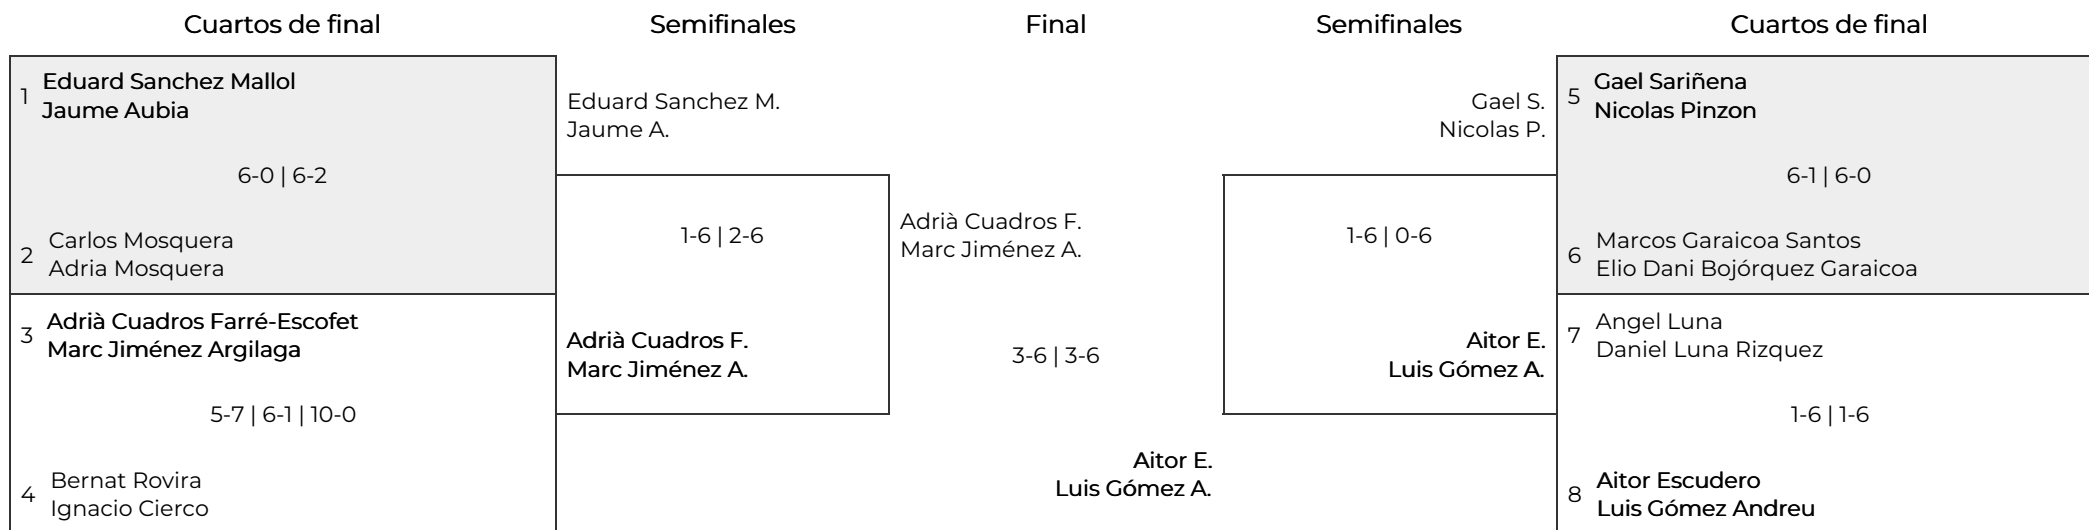 Cuartos de final
Semifinales
Final
Semifinales
Cuartos de final
1
Eduard Sanchez Mallol
Jaume Aubia
6-0 | 6-2
2
Carlos Mosquera
Adria Mosquera
3
Adrià Cuadros Farré-Escofet
Marc Jiménez Argilaga
5-7 | 6-1 | 10-0
4
Bernat Rovira
Ignacio Cierco
Eduard Sanchez M.
Jaume A.
1-6 | 2-6
Adrià Cuadros F.
Marc Jiménez A.
Adrià Cuadros F.
Marc Jiménez A.
3-6 | 3-6
Aitor E.
Luis Gómez A.
Gael S.
Nicolas P.
1-6 | 0-6
Aitor E.
Luis Gómez A.
5
Gael Sariñena
Nicolas Pinzon
6-1 | 6-0
6
Marcos Garaicoa Santos
Elio Dani Bojórquez Garaicoa
7
Angel Luna
Daniel Luna Rizquez
1-6 | 1-6
8
Aitor Escudero
Luis Gómez Andreu